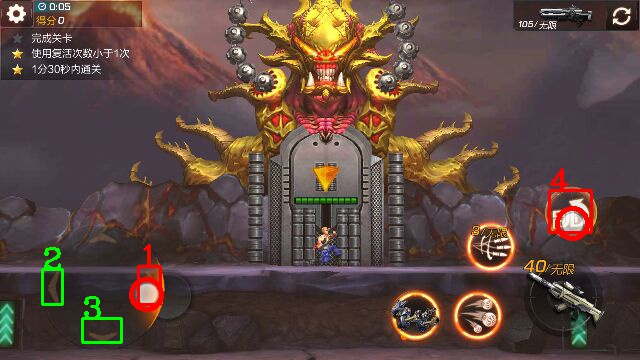 0:05
得分 0
完成关卡
使用复活次数小于1次
1分30秒内通关
105/无限
4
3/无限
40/无限
2
1
3